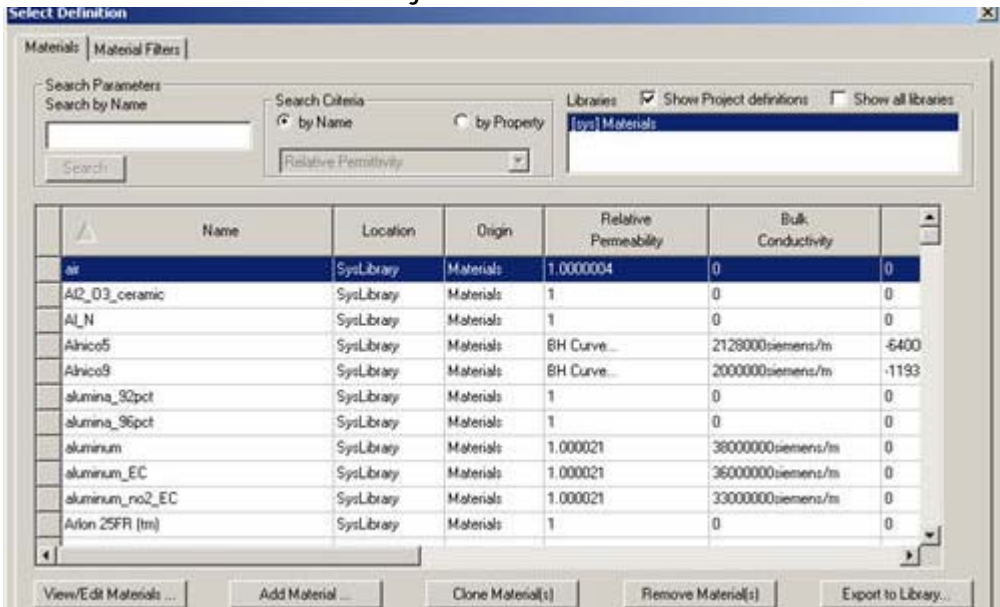 Select Definition
Materials Material Filters
Search Parameters
Search by Name
Search
Search Criteria
by Name by Property
Relative Permittivity
Libraries Show Project definitions Show all libraries
[sys] Materials
Name Location Origin Relative Permeability Bulk Conductivity
air SysLibrary Materials 1.0000004 0 0
Al2_O3_ceramic SysLibrary Materials 1 0 0
Al_N SysLibrary Materials 1 0 0
Alnico5 SysLibrary Materials BH Curve... 2128000siemens/m -6400
Alnico9 SysLibrary Materials BH Curve... 2000000siemens/m -1193
alumina_92pct SysLibrary Materials 1 0 0
alumina_96pct SysLibrary Materials 1 0 0
aluminum SysLibrary Materials 1.000021 38000000siemens/m 0
aluminum_EC SysLibrary Materials 1.000021 36000000siemens/m 0
aluminum_no2_EC SysLibrary Materials 1.000021 33000000siemens/m 0
Arlon 25FR (tm) SysLibrary Materials 1 0 0
View/Edit Materials ... Add Material ... Clone Material(s) Remove Material(s) Export to Library...